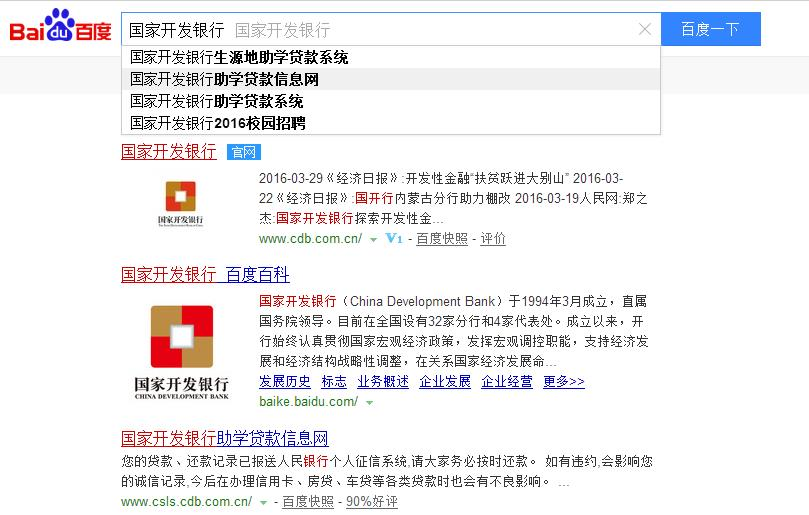 Bai du 百度
国家开发银行 国家开发银行
百度一下
国家开发银行生源地助学贷款系统
国家开发银行助学贷款信息网
国家开发银行助学贷款系统
国家开发银行2016校园招聘
国家开发银行 官网
2016-03-29《经济日报》:开发性金融“扶贫跃进大别山” 2016-03-
22《经济日报》:国开行内蒙古分行助力棚改 2016-03-19人民网:郑之
杰:国家开发银行探索开发性金...
国家开发银行
www.cdb.com.cn/ V1 - 百度快照 - 评价
国家开发银行_百度百科
国家开发银行（China Development Bank）于1994年3月成立，直属
国务院领导。目前在全国设有32家分行和4家代表处。成立以来，开
行始终认真贯彻国家宏观经济政策，发挥宏观调控职能，支持经济发
展和经济结构战略性调整，在关系国家经济发展命...
国家开发银行
CHINA DEVELOPMENT BANK
发展历史 标志 业务概述 企业发展 企业经营 更多>>
baike.baidu.com/
国家开发银行助学贷款信息网
您的贷款、还款记录已报送人民银行个人征信系统,请大家务必按时还款。 如有违约,会影响您
的诚信记录,今后在办理信用卡、房贷、车贷等各类贷款时也会有不良影响。 ...
www.csls.cdb.com.cn/ - 百度快照 - 90%好评